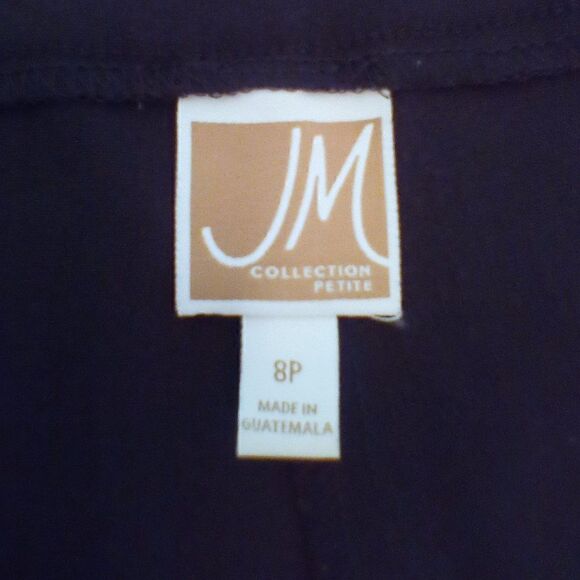 JM
COLLECTION
PETITE
8P
MADE IN
GUATEMALA